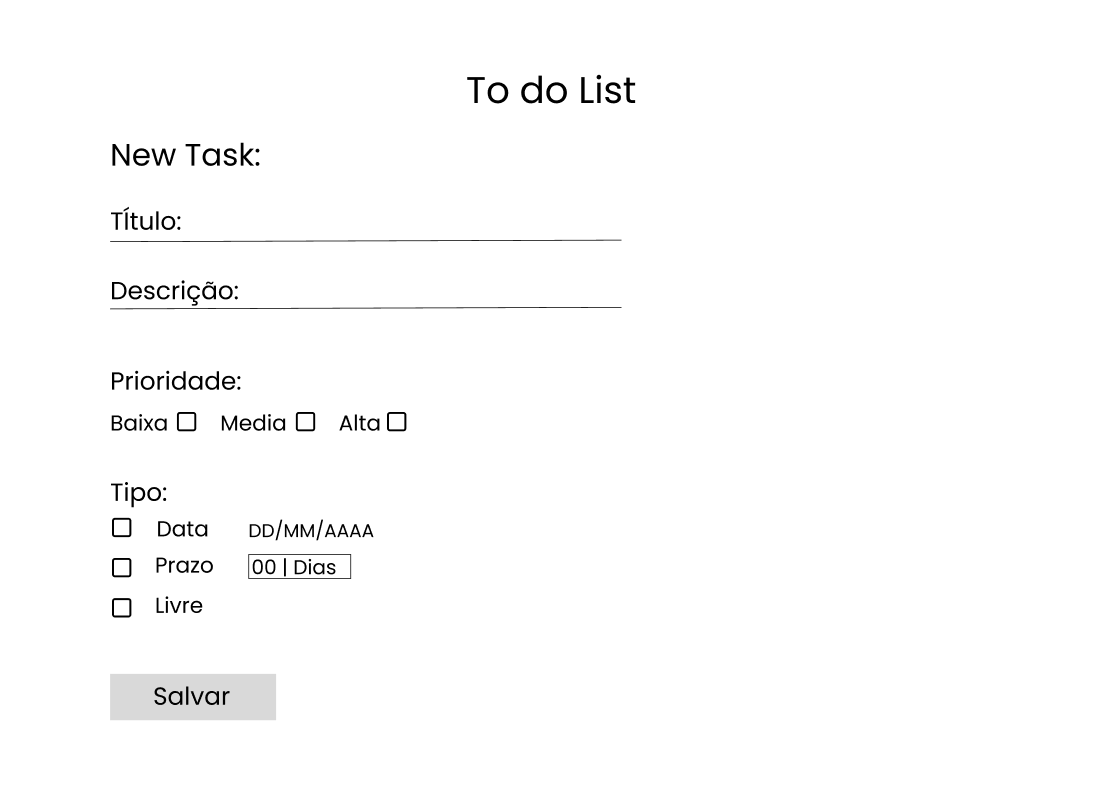 To do List
New Task:
TÍtulo:
Descrição:
Prioridade:
Baixa Media Alta
Tipo:
Data DD/MM/AAAA
Prazo 00 | Dias
Livre
Salvar